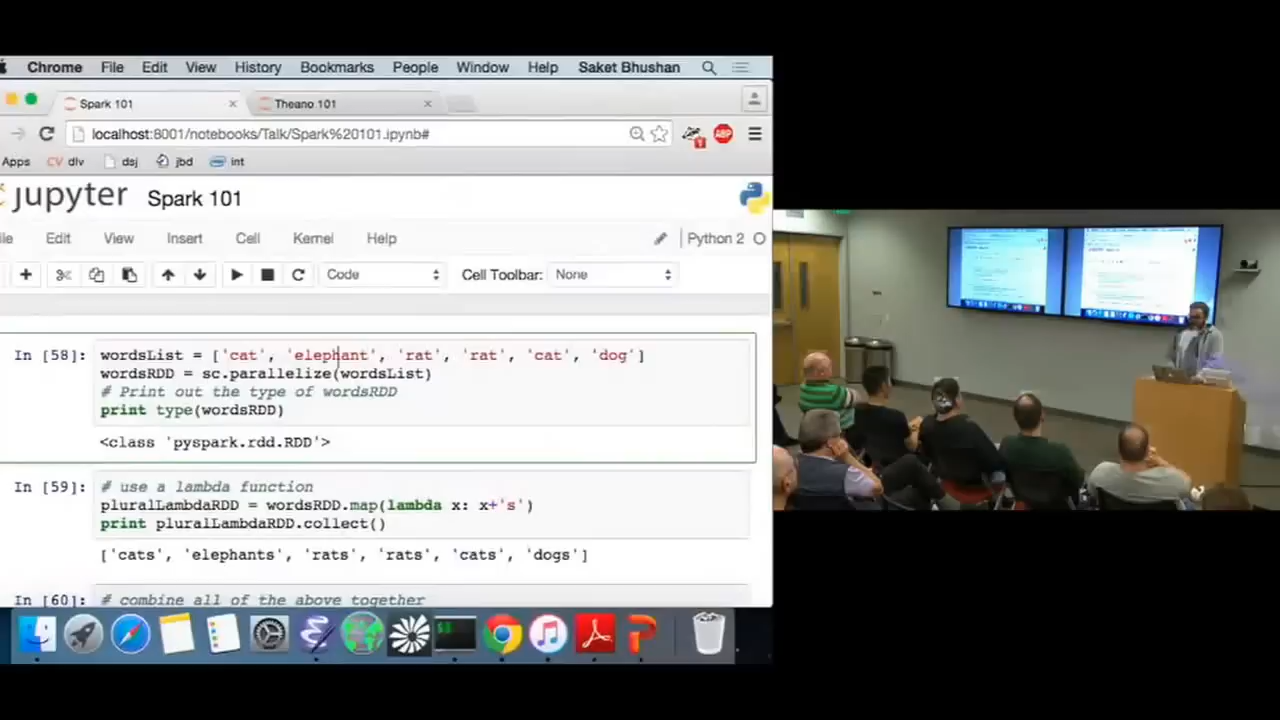 Chrome File Edit View History Bookmarks People Window Help Saket Bhushan
Spark 101 Theano 101
localhost:8001/notebooks/Talk/Spark%20101.ipynb#
ABP
Apps CV dlv dsj jbd int
jupyter Spark 101
ile Edit View Insert Cell Kernel Help Python 2
Code Cell Toolbar: None
In [58]: wordsList = ['cat', 'elephant', 'rat', 'rat', 'cat', 'dog']
wordsRDD = sc.parallelize(wordsList)
# Print out the type of wordsRDD
print type(wordsRDD)
<class 'pyspark.rdd.RDD'>
In [59]: # use a lambda function
pluralLambdaRDD = wordsRDD.map(lambda x: x+'s')
print pluralLambdaRDD.collect()
['cats', 'elephants', 'rats', 'rats', 'cats', 'dogs']
In [60]: # combine all of the above together